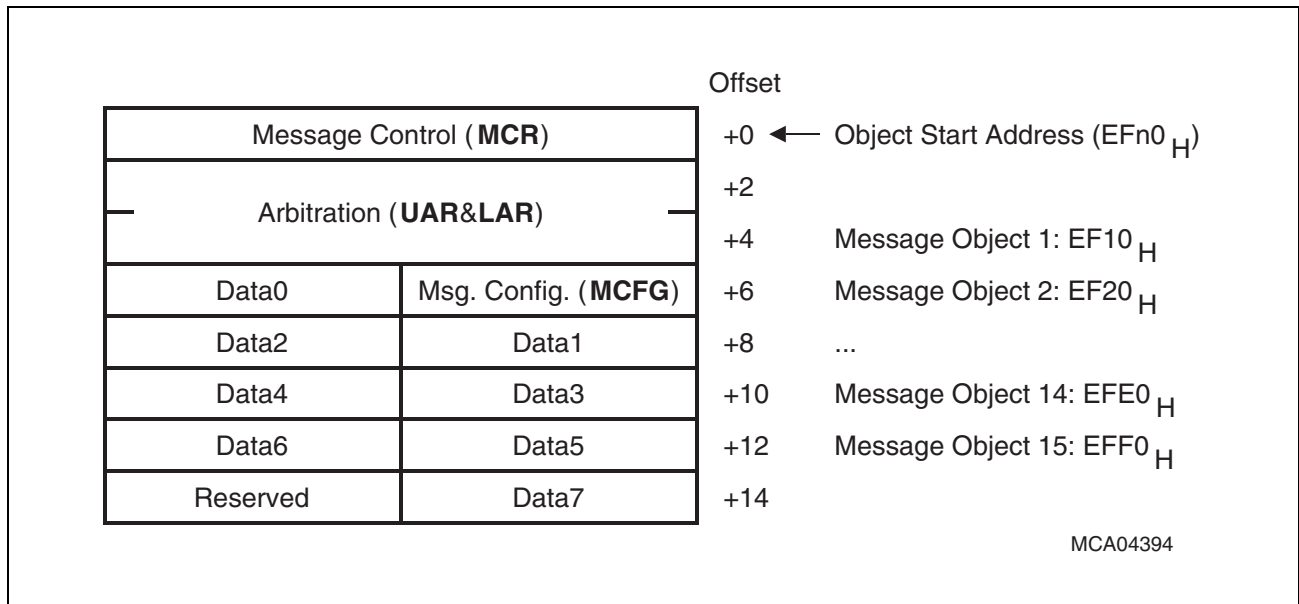 Offset
Message Control (MCR) +0 Object Start Address (EFn0H)
+2
Arbitration (UAR&LAR)
+4 Message Object 1: EF10H
Data0 Msg. Config. (MCFG) +6 Message Object 2: EF20H
Data2 Data1 +8 ...
Data4 Data3 +10 Message Object 14: EFE0H
Data6 Data5 +12 Message Object 15: EFF0H
Reserved Data7 +14
MCA04394